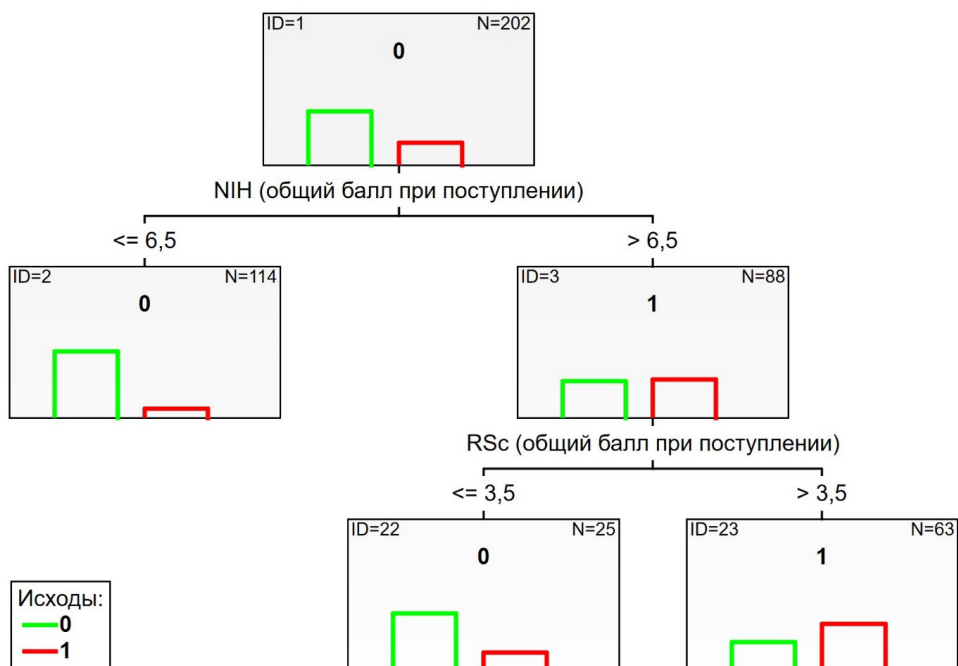 ID=1 N=202
0
NIH (общий балл при поступлении)
<= 6,5 > 6,5
ID=2 N=114 ID=3 N=88
0 1
RSc (общий балл при поступлении)
<= 3,5 > 3,5
ID=22 N=25 ID=23 N=63
0 1
Исходы:
0
1